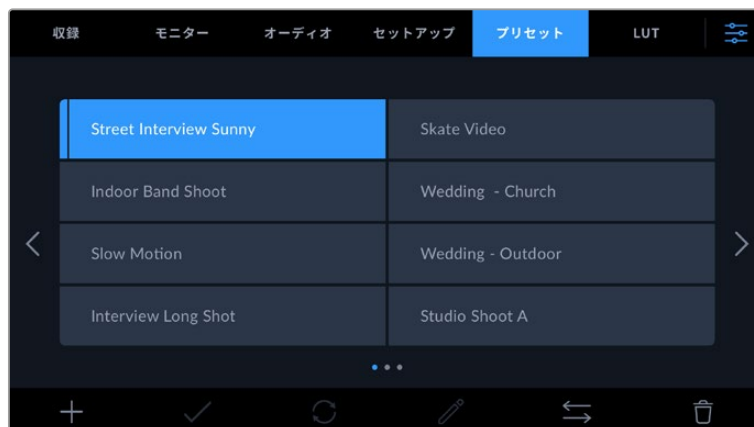 収録 モニター オーディオ セットアップ プリセット LUT
Street Interview Sunny Skate Video
Indoor Band Shoot Wedding - Church
Slow Motion Wedding - Outdoor
Interview Long Shot Studio Shoot A